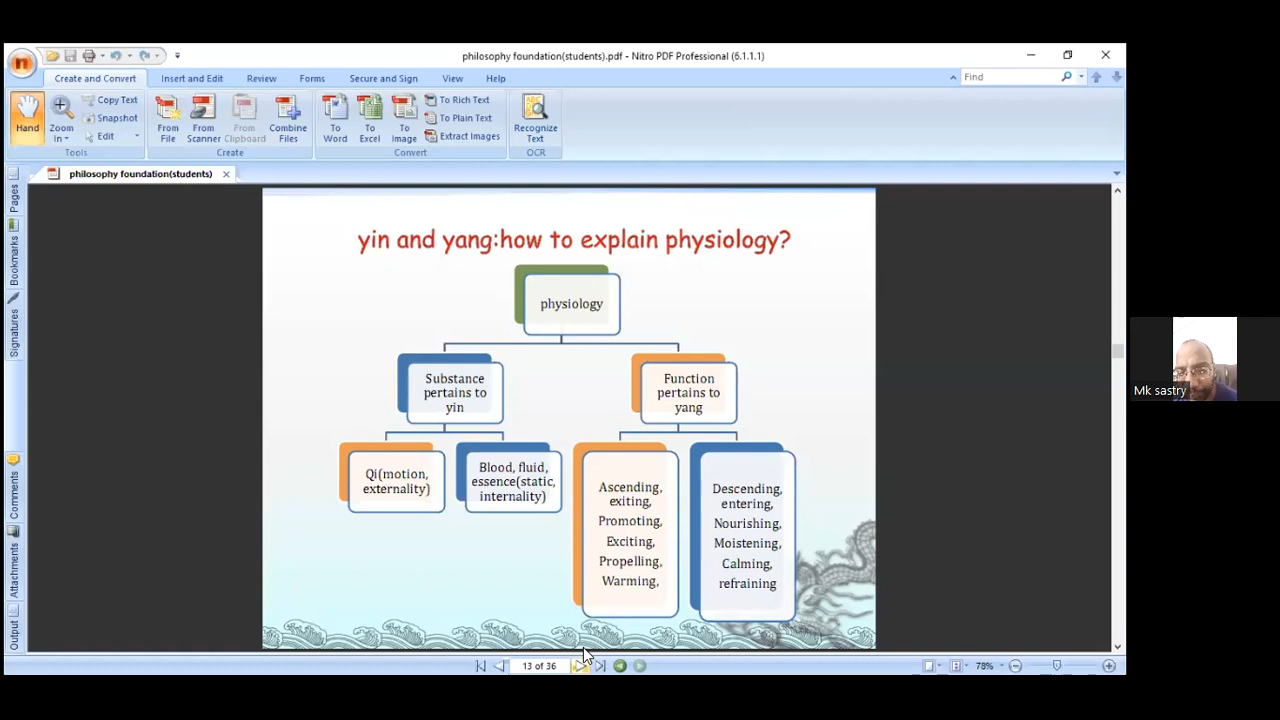 philosophy foundation(students).pdf - Nitro PDF Professional (6.1.1.1)
Create and Convert
Insert and Edit
Review
Forms
Secure and Sign
View
Help
Find
Hand
Zoom In
Copy Text
Snapshot
Edit
Tools
From File
From Scanner
From Clipboard
Combine Files
Create
To Word
To Excel
To Image
To Rich Text
To Plain Text
Extract Images
Convert
Recognize Text
OCR
philosophy foundation(students)
Pages
Bookmarks
Signatures
Comments
Attachments
Output
yin and yang:how to explain physiology?
physiology
Substance
pertains to
yin
Function
pertains to
yang
Qi(motion,
externality)
Blood, fluid,
essence(static,
internality)
Ascending,
exiting,
Promoting,
Exciting,
Propelling,
Warming,
Descending,
entering,
Nourishing,
Moistening,
Calming,
refraining
13 of 36
78%
Mk sastry